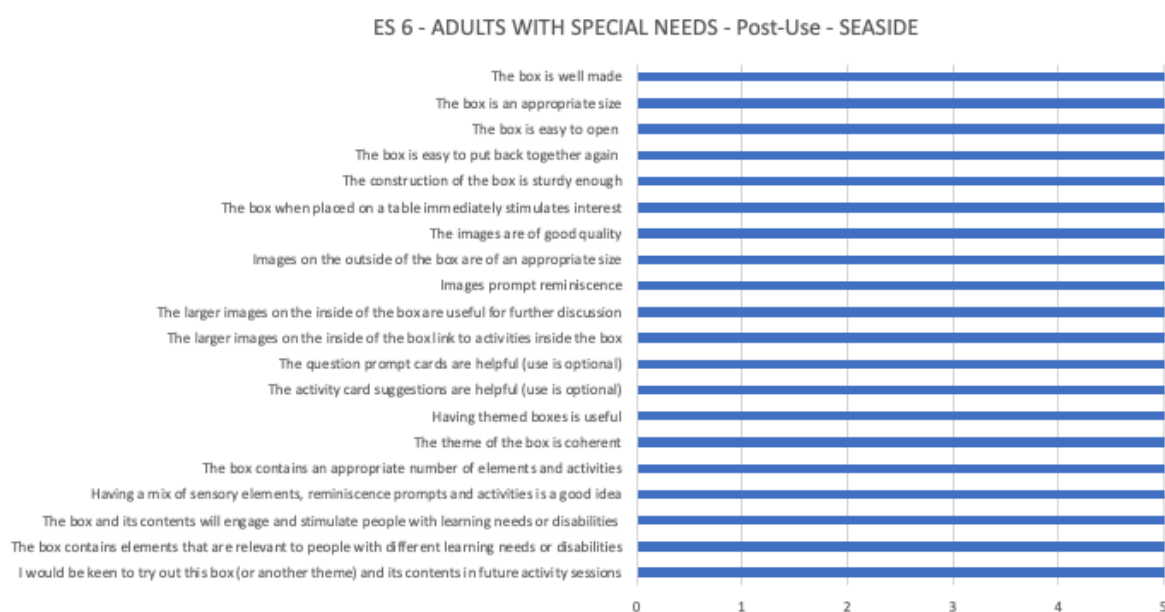 ES 6 - ADULTS WITH SPECIAL NEEDS - Post-Use - SEASIDE
The box is well made
The box is an appropriate size
The box is easy to open
The box is easy to put back together again
The construction of the box is sturdy enough
The box when placed on a table immediately stimulates interest
The images are of good quality
Images on the outside of the box are of an appropriate size
Images prompt reminiscence
The larger images on the inside of the box are useful for further discussion
The larger images on the inside of the box link to activities inside the box
The question prompt cards are helpful (use is optional)
The activity card suggestions are helpful (use is optional)
Having themed boxes is useful
The theme of the box is coherent
The box contains an appropriate number of elements and activities
Having a mix of sensory elements, reminiscence prompts and activities is a good idea
The box and its contents will engage and stimulate people with learning needs or disabilities
The box contains elements that are relevant to people with different learning needs or disabilities
I would be keen to try out this box (or another theme) and its contents in future activity sessions
0 1 2 3 4 5